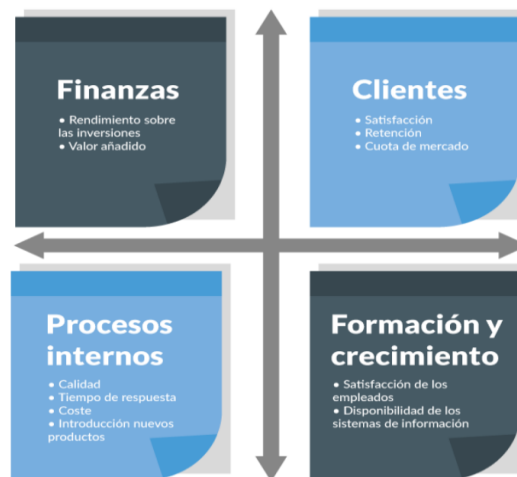 Finanzas
• Rendimiento sobre
las inversiones
• Valor añadido
Clientes
• Satisfacción
• Retención
• Cuota de mercado
Procesos
internos
• Calidad
• Tiempo de respuesta
• Coste
• Introducción nuevos
productos
Formación y
crecimiento
• Satisfacción de los
empleados
• Disponibilidad de los
sistemas de información